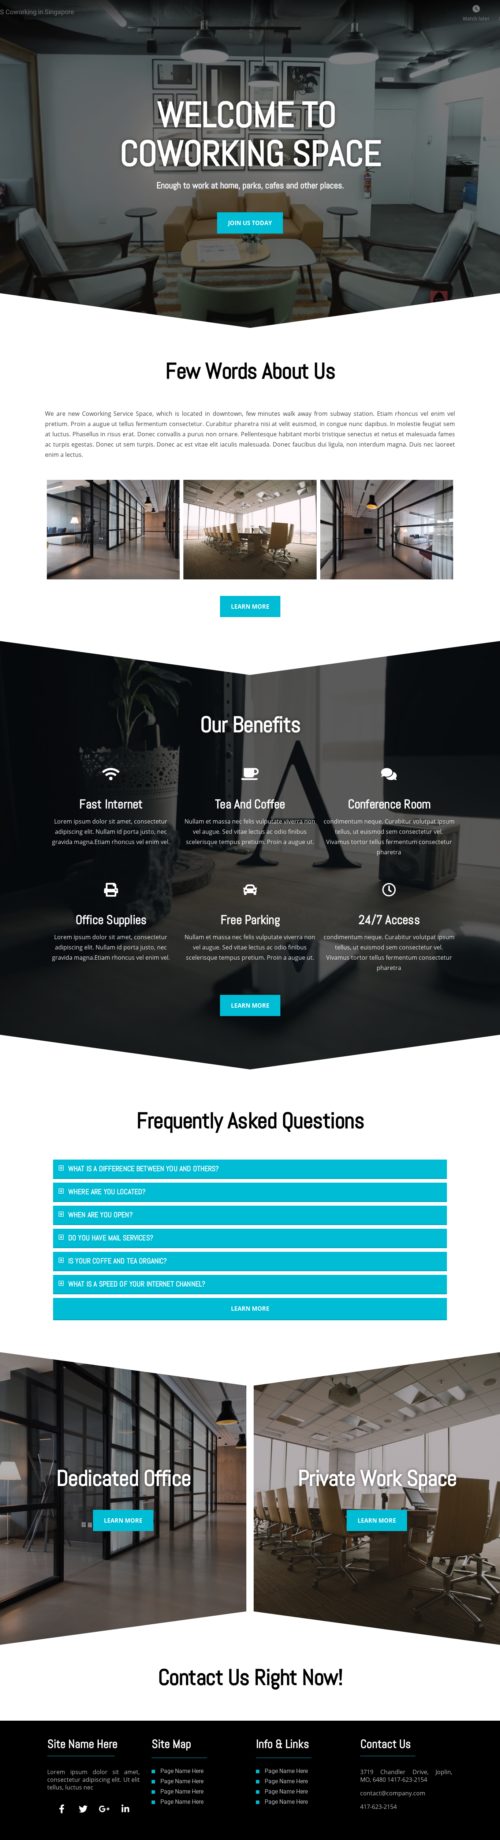 S Coworking in Singapore
Watch later
WELCOME TO
COWORKING SPACE
Enough to work at home, parks, cafes and other places.
JOIN US TODAY
Few Words About Us
We are new Coworking Service Space, which is located in downtown, few minutes walk away from subway station. Etiam rhoncus vel enim vel
pretium. Proin a augue ut tellus fermentum consectetur. Curabitur pharetra nisi at velit euismod, in congue nunc dapibus. In molestie feugiat sem
at luctus. Phasellus in risus erat. Donec convallis a purus non ornare. Pellentesque habitant morbi tristique senectus et netus et malesuada fames
ac turpis egestas. Donec ut sem turpis. Donec ac est vitae elit iaculis malesuada. Donec faucibus dui ligula, non interdum magna. Duis nec laoreet
enim a lectus.
LEARN MORE
Our Benefits
Fast Internet
Lorem ipsum dolor sit amet, consectetur
adipiscing elit. Nullam id porta justo, nec
gravida magna.Etiam rhoncus vel enim vel.
Tea And Coffee
Nullam et massa nec felis vulputate viverra non
vel augue. Sed vitae lectus ac odio finibus
scelerisque tempus pretium. Proin a augue ut.
Conference Room
condimentum neque. Curabitur volutpat ipsum
tellus, ut euismod sem consectetur vel.
Vivamus tortor tellus fermentum consectetur
pharetra
Office Supplies
Lorem ipsum dolor sit amet, consectetur
adipiscing elit. Nullam id porta justo, nec
gravida magna.Etiam rhoncus vel enim vel.
Free Parking
Nullam et massa nec felis vulputate viverra non
vel augue. Sed vitae lectus ac odio finibus
scelerisque tempus pretium. Proin a augue ut.
24/7 Access
condimentum neque. Curabitur volutpat ipsum
tellus, ut euismod sem consectetur vel.
Vivamus tortor tellus fermentum consectetur
pharetra
LEARN MORE
Frequently Asked Questions
WHAT IS A DIFFERENCE BETWEEN YOU AND OTHERS?
WHERE ARE YOU LOCATED?
WHEN ARE YOU OPEN?
DO YOU HAVE MAIL SERVICES?
IS YOUR COFFE AND TEA ORGANIC?
WHAT IS A SPEED OF YOUR INTERNET CHANNEL?
LEARN MORE
Dedicated Office
LEARN MORE
Private Work Space
LEARN MORE
Contact Us Right Now!
Site Name Here
Lorem ipsum dolor sit amet,
consectetur adipiscing elit. Ut elit
tellus, luctus nec
Site Map
Page Name Here
Page Name Here
Page Name Here
Page Name Here
Info & Links
Page Name Here
Page Name Here
Page Name Here
Page Name Here
Contact Us
3719 Chandler Drive, Joplin,
MO, 6480 1417-623-2154
contact@company.com
417-623-2154